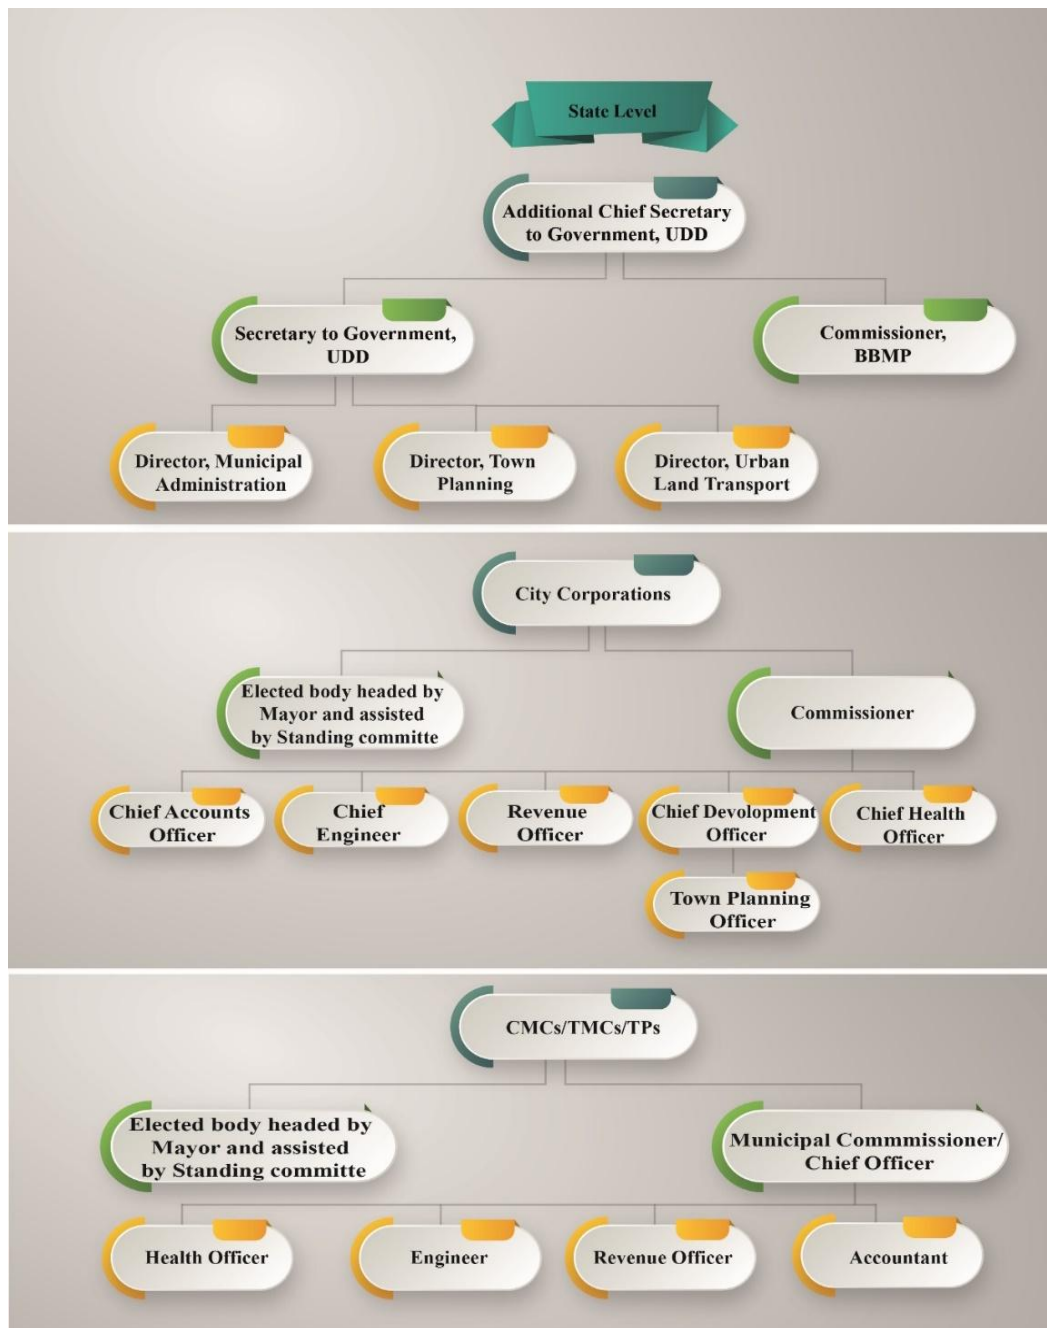 State Level
Additional Chief Secretary
to Government, UDD
Secretary to Government,
UDD
Commissioner,
BBMP
Director, Municipal
Administration
Director, Town
Planning
Director, Urban
Land Transport
City Corporations
Elected body headed by
Mayor and assisted
by Standing committe
Commissioner
Chief Accounts
Officer
Chief
Engineer
Revenue
Officer
Chief Devolopment
Officer
Chief Health
Officer
Town Planning
Officer
CMCs/TMCs/TPs
Elected body headed by
Mayor and assisted
by Standing committe
Municipal Commmissioner/
Chief Officer
Health Officer
Engineer
Revenue Officer
Accountant